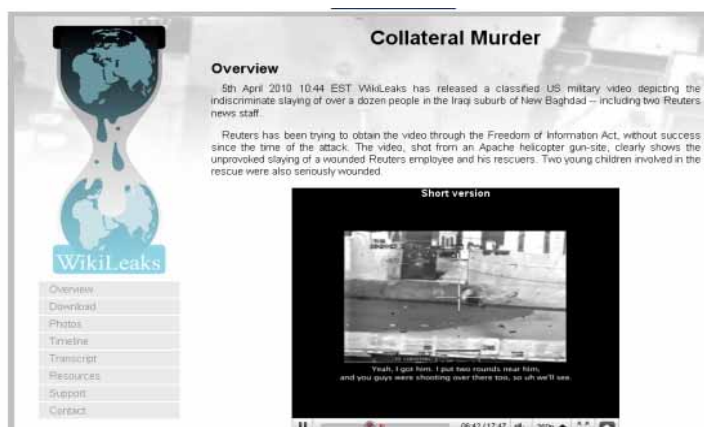 Collateral Murder
Overview
5th April 2010 10:44 EST WikiLeaks has released a classified US military video depicting the
indiscriminate slaying of over a dozen people in the Iraqi suburb of New Baghdad -- including two Reuters
news staff.
Reuters has been trying to obtain the video through the Freedom of Information Act, without success
since the time of the attack. The video, shot from an Apache helicopter gun-site, clearly shows the
unprovoked slaying of a wounded Reuters employee and his rescuers. Two young children involved in the
rescue were also seriously wounded.
Short version
WikiLeaks
Overview
Download
Photos
Timeline
Transcript
Resources
Support
Contact
Yeah, I got him. I put two rounds near him,
and you guys were shooting over there too, so uh we'll see.
06:42 / 17:47
360p